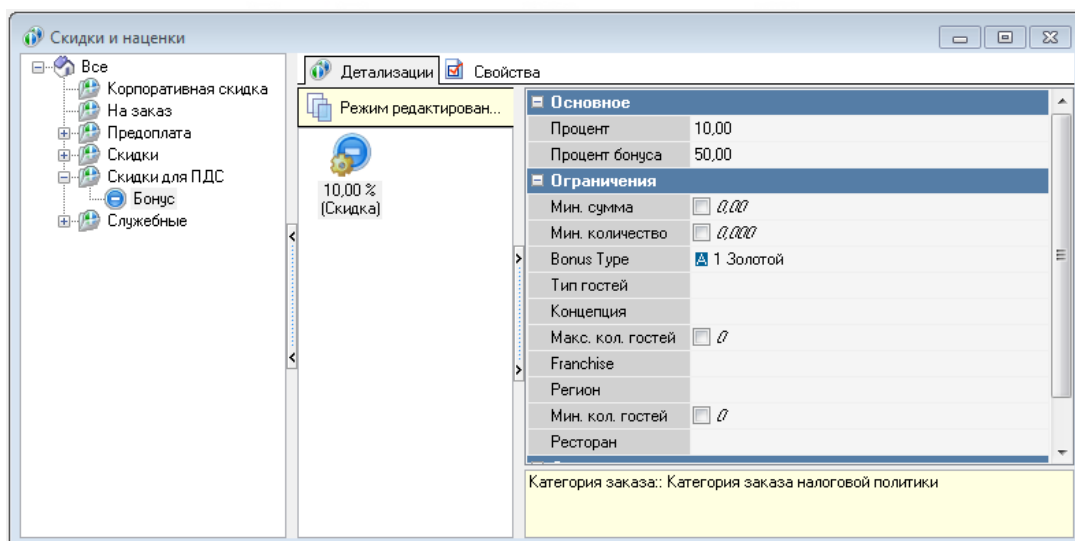 Скидки и наценки
Все
Корпоративная скидка
На заказ
Предоплата
Скидки
Скидки для ПДС
Бонус
Служебные
Детализации Свойства
Режим редактирован...
10,00 %
(Скидка)
Основное
Процент 10,00
Процент бонуса 50,00
Ограничения
Мин. сумма 0,00
Мин. количество 0,000
Bonus Type A 1 Золотой
Тип гостей
Концепция
Макс. кол. гостей 0
Franchise
Регион
Мин. кол. гостей 0
Ресторан
Категория заказа:: Категория заказа налоговой политики